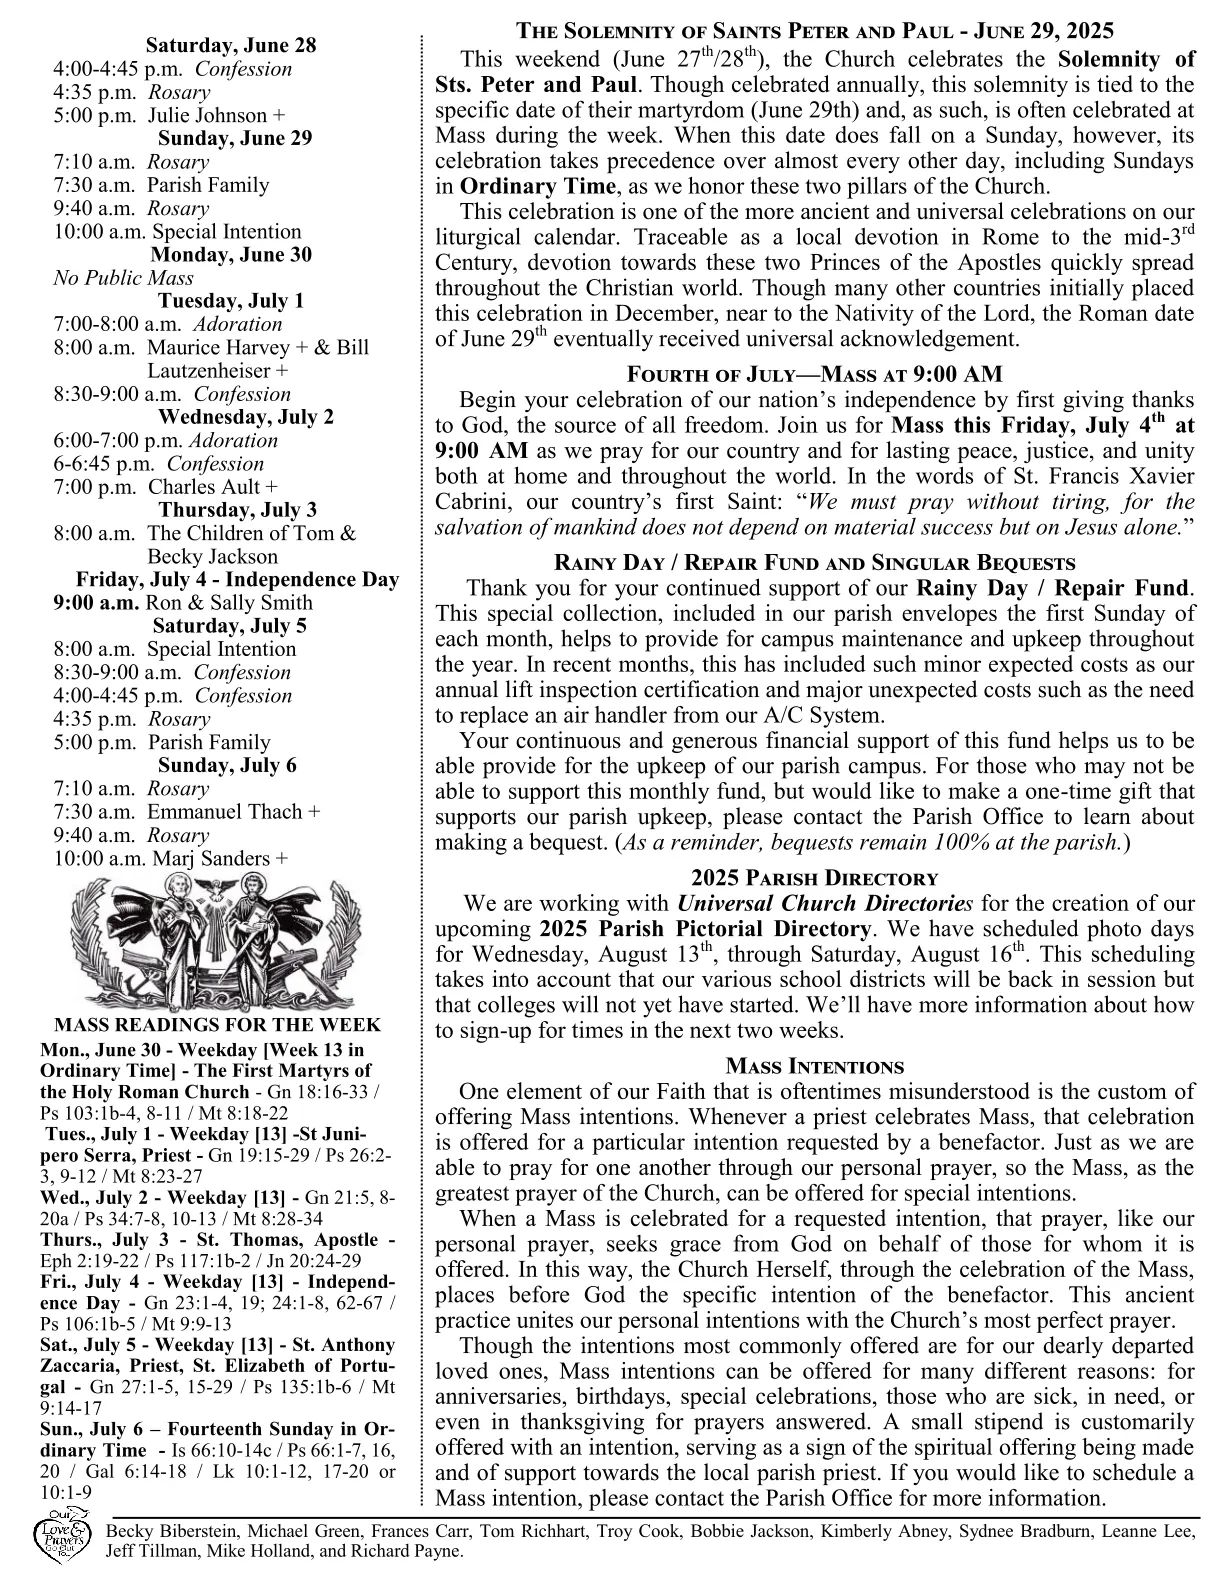 Saturday, June 28
4:00-4:45 p.m. Confession
4:35 p.m. Rosary
5:00 p.m. Julie Johnson +
Sunday, June 29
7:10 a.m. Rosary
7:30 a.m. Parish Family
9:40 a.m. Rosary
10:00 a.m. Special Intention
Monday, June 30
No Public Mass
Tuesday, July 1
7:00-8:00 a.m. Adoration
8:00 a.m. Maurice Harvey + & Bill
Lautzenheiser +
8:30-9:00 a.m. Confession
Wednesday, July 2
6:00-7:00 p.m. Adoration
6-6:45 p.m. Confession
7:00 p.m. Charles Ault +
Thursday, July 3
8:00 a.m. The Children of Tom &
Becky Jackson
Friday, July 4 - Independence Day
9:00 a.m. Ron & Sally Smith
Saturday, July 5
8:00 a.m. Special Intention
8:30-9:00 a.m. Confession
4:00-4:45 p.m. Confession
4:35 p.m. Rosary
5:00 p.m. Parish Family
Sunday, July 6
7:10 a.m. Rosary
7:30 a.m. Emmanuel Thach +
9:40 a.m. Rosary
10:00 a.m. Marj Sanders +
MASS READINGS FOR THE WEEK
Mon., June 30 - Weekday [Week 13 in
Ordinary Time] - The First Martyrs of
the Holy Roman Church - Gn 18:16-33 /
Ps 103:1b-4, 8-11 / Mt 8:18-22
Tues., July 1 - Weekday [13] -St Juni-
pero Serra, Priest - Gn 19:15-29 / Ps 26:2-
3, 9-12 / Mt 8:23-27
Wed., July 2 - Weekday [13] - Gn 21:5, 8-
20a / Ps 34:7-8, 10-13 / Mt 8:28-34
Thurs., July 3 - St. Thomas, Apostle -
Eph 2:19-22 / Ps 117:1b-2 / Jn 20:24-29
Fri., July 4 - Weekday [13] - Independ-
ence Day - Gn 23:1-4, 19; 24:1-8, 62-67 /
Ps 106:1b-5 / Mt 9:9-13
Sat., July 5 - Weekday [13] - St. Anthony
Zaccaria, Priest, St. Elizabeth of Portu-
gal - Gn 27:1-5, 15-29 / Ps 135:1b-6 / Mt
9:14-17
Sun., July 6 – Fourteenth Sunday in Or-
dinary Time - Is 66:10-14c / Ps 66:1-7, 16,
20 / Gal 6:14-18 / Lk 10:1-12, 17-20 or
10:1-9
The Solemnity of Saints Peter and Paul - June 29, 2025
This weekend (June 27th/28th), the Church celebrates the Solemnity of
Sts. Peter and Paul. Though celebrated annually, this solemnity is tied to the
specific date of their martyrdom (June 29th) and, as such, is often celebrated at
Mass during the week. When this date does fall on a Sunday, however, its
celebration takes precedence over almost every other day, including Sundays
in Ordinary Time, as we honor these two pillars of the Church.
This celebration is one of the more ancient and universal celebrations on our
liturgical calendar. Traceable as a local devotion in Rome to the mid-3rd
Century, devotion towards these two Princes of the Apostles quickly spread
throughout the Christian world. Though many other countries initially placed
this celebration in December, near to the Nativity of the Lord, the Roman date
of June 29th eventually received universal acknowledgement.
Fourth of July—Mass at 9:00 AM
Begin your celebration of our nation's independence by first giving thanks
to God, the source of all freedom. Join us for Mass this Friday, July 4th at
9:00 AM as we pray for our country and for lasting peace, justice, and unity
both at home and throughout the world. In the words of St. Francis Xavier
Cabrini, our country's first Saint: “We must pray without tiring, for the
salvation of mankind does not depend on material success but on Jesus alone.”
Rainy Day / Repair Fund and Singular Bequests
Thank you for your continued support of our Rainy Day / Repair Fund.
This special collection, included in our parish envelopes the first Sunday of
each month, helps to provide for campus maintenance and upkeep throughout
the year. In recent months, this has included such minor expected costs as our
annual lift inspection certification and major unexpected costs such as the need
to replace an air handler from our A/C System.
Your continuous and generous financial support of this fund helps us to be
able provide for the upkeep of our parish campus. For those who may not be
able to support this monthly fund, but would like to make a one-time gift that
supports our parish upkeep, please contact the Parish Office to learn about
making a bequest. (As a reminder, bequests remain 100% at the parish.)
2025 Parish Directory
We are working with Universal Church Directories for the creation of our
upcoming 2025 Parish Pictorial Directory. We have scheduled photo days
for Wednesday, August 13th, through Saturday, August 16th. This scheduling
takes into account that our various school districts will be back in session but
that colleges will not yet have started. We'll have more information about how
to sign-up for times in the next two weeks.
Mass Intentions
One element of our Faith that is oftentimes misunderstood is the custom of
offering Mass intentions. Whenever a priest celebrates Mass, that celebration
is offered for a particular intention requested by a benefactor. Just as we are
able to pray for one another through our personal prayer, so the Mass, as the
greatest prayer of the Church, can be offered for special intentions.
When a Mass is celebrated for a requested intention, that prayer, like our
personal prayer, seeks grace from God on behalf of those for whom it is
offered. In this way, the Church Herself, through the celebration of the Mass,
places before God the specific intention of the benefactor. This ancient
practice unites our personal intentions with the Church's most perfect prayer.
Though the intentions most commonly offered are for our dearly departed
loved ones, Mass intentions can be offered for many different reasons: for
anniversaries, birthdays, special celebrations, those who are sick, in need, or
even in thanksgiving for prayers answered. A small stipend is customarily
offered with an intention, serving as a sign of the spiritual offering being made
and of support towards the local parish priest. If you would like to schedule a
Mass intention, please contact the Parish Office for more information.
Our
Love &
Prayers
Go Out
To...
Becky Biberstein, Michael Green, Frances Carr, Tom Richhart, Troy Cook, Bobbie Jackson, Kimberly Abney, Sydnee Bradburn, Leanne Lee,
Jeff Tillman, Mike Holland, and Richard Payne.